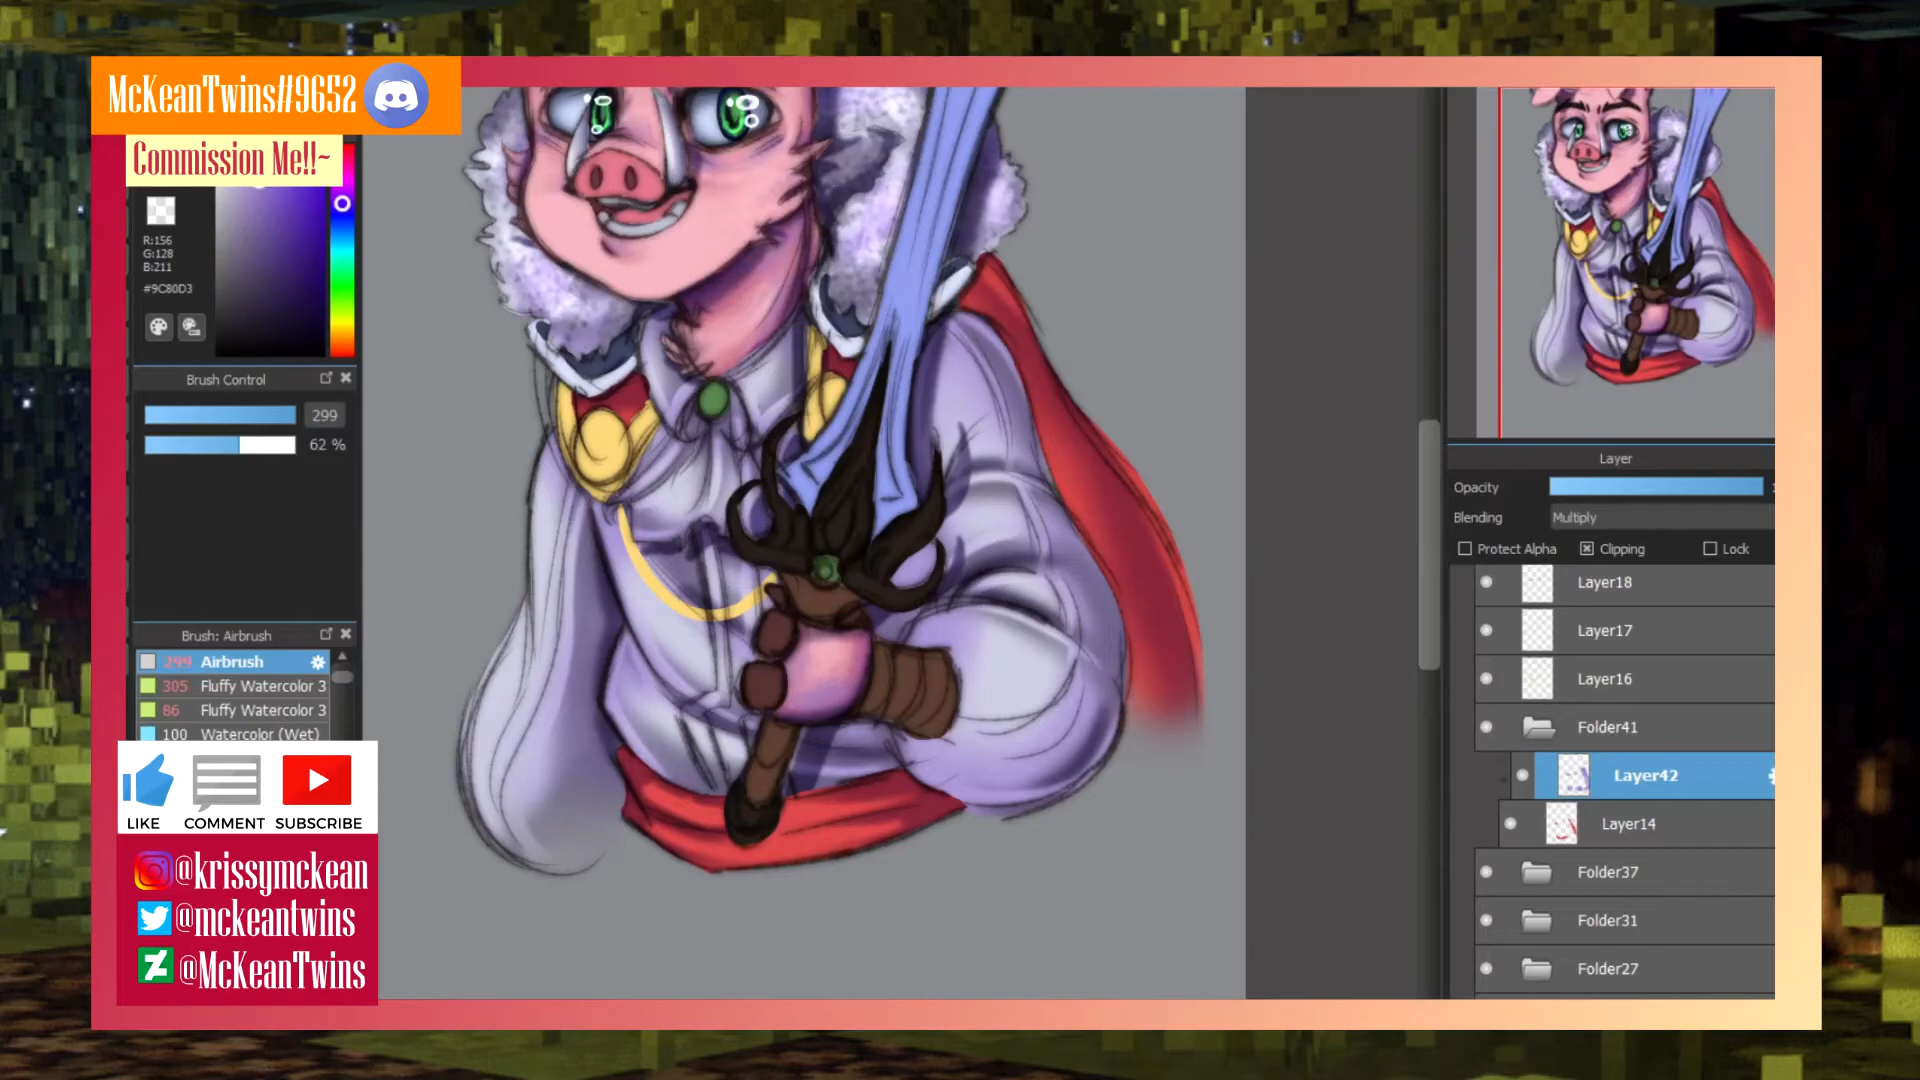 McKeanTwins#9652
Commission Me!!~
R:156
G:128
B:211
#9C80D3
Brush Control
299
62 %
Brush: Airbrush
299 Airbrush
305 Fluffy Watercolor 3
86 Fluffy Watercolor 3
100 Watercolor (Wet)
LIKE COMMENT SUBSCRIBE
@krissymckean
@mckeantwins
@McKeanTwins
Layer
Opacity
Blending Multiply
Protect Alpha Clipping Lock
Layer18
Layer17
Layer16
Folder41
Layer42
Layer14
Folder37
Folder31
Folder27